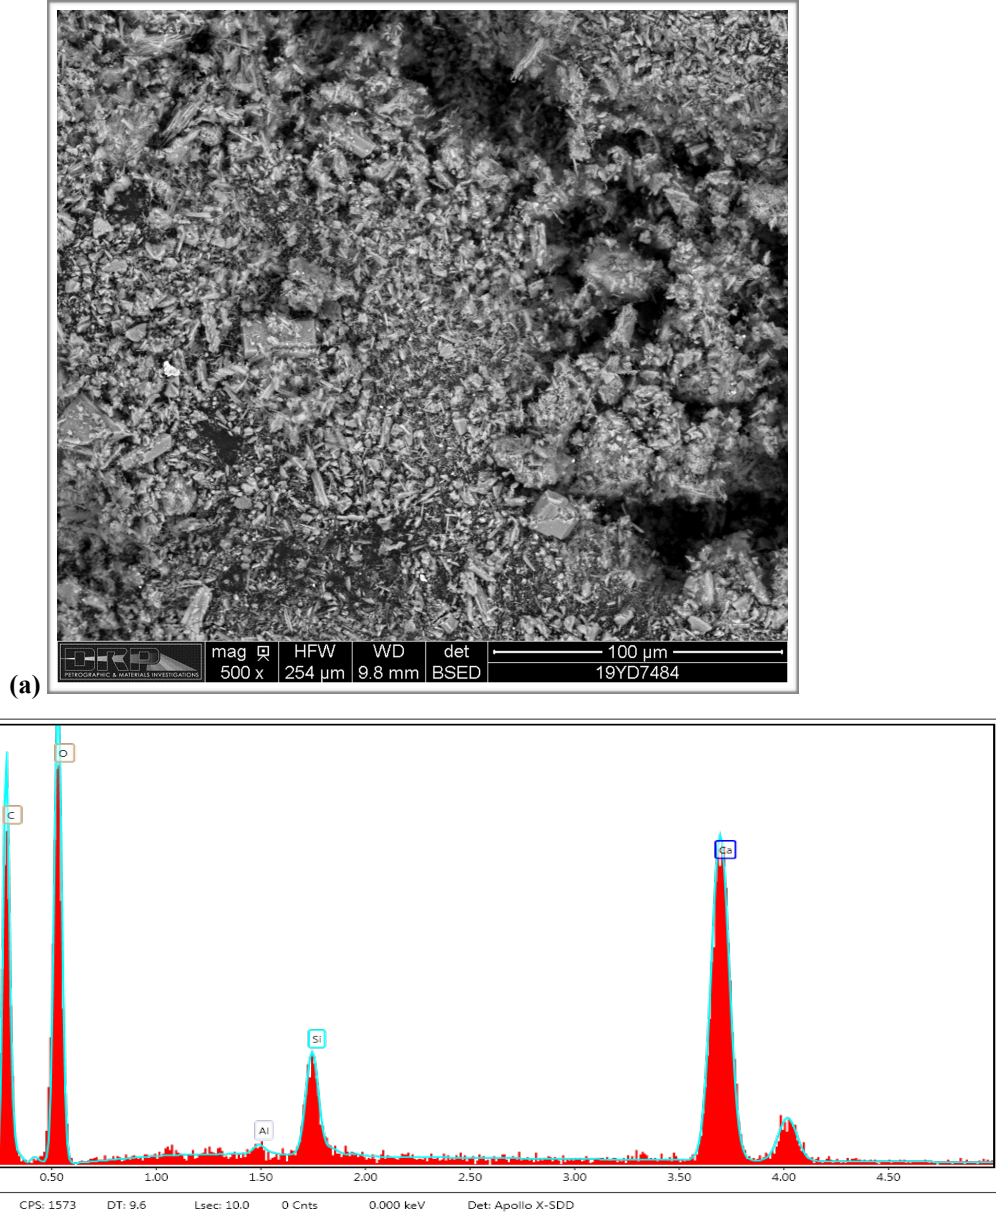 mag HFW WD det 100 µm
500 x 254 µm 9.8 mm BSED 19YD7484
DRP
PETROGRAPHIC & MATERIALS INVESTIGATIONS
(a)
O
C
Ca
Si
Al
0.50 1.00 1.50 2.00 2.50 3.00 3.50 4.00 4.50
CPS: 1573 DT: 9.6 Lsec: 10.0 0 Cnts 0.000 keV Det: Apollo X-SDD